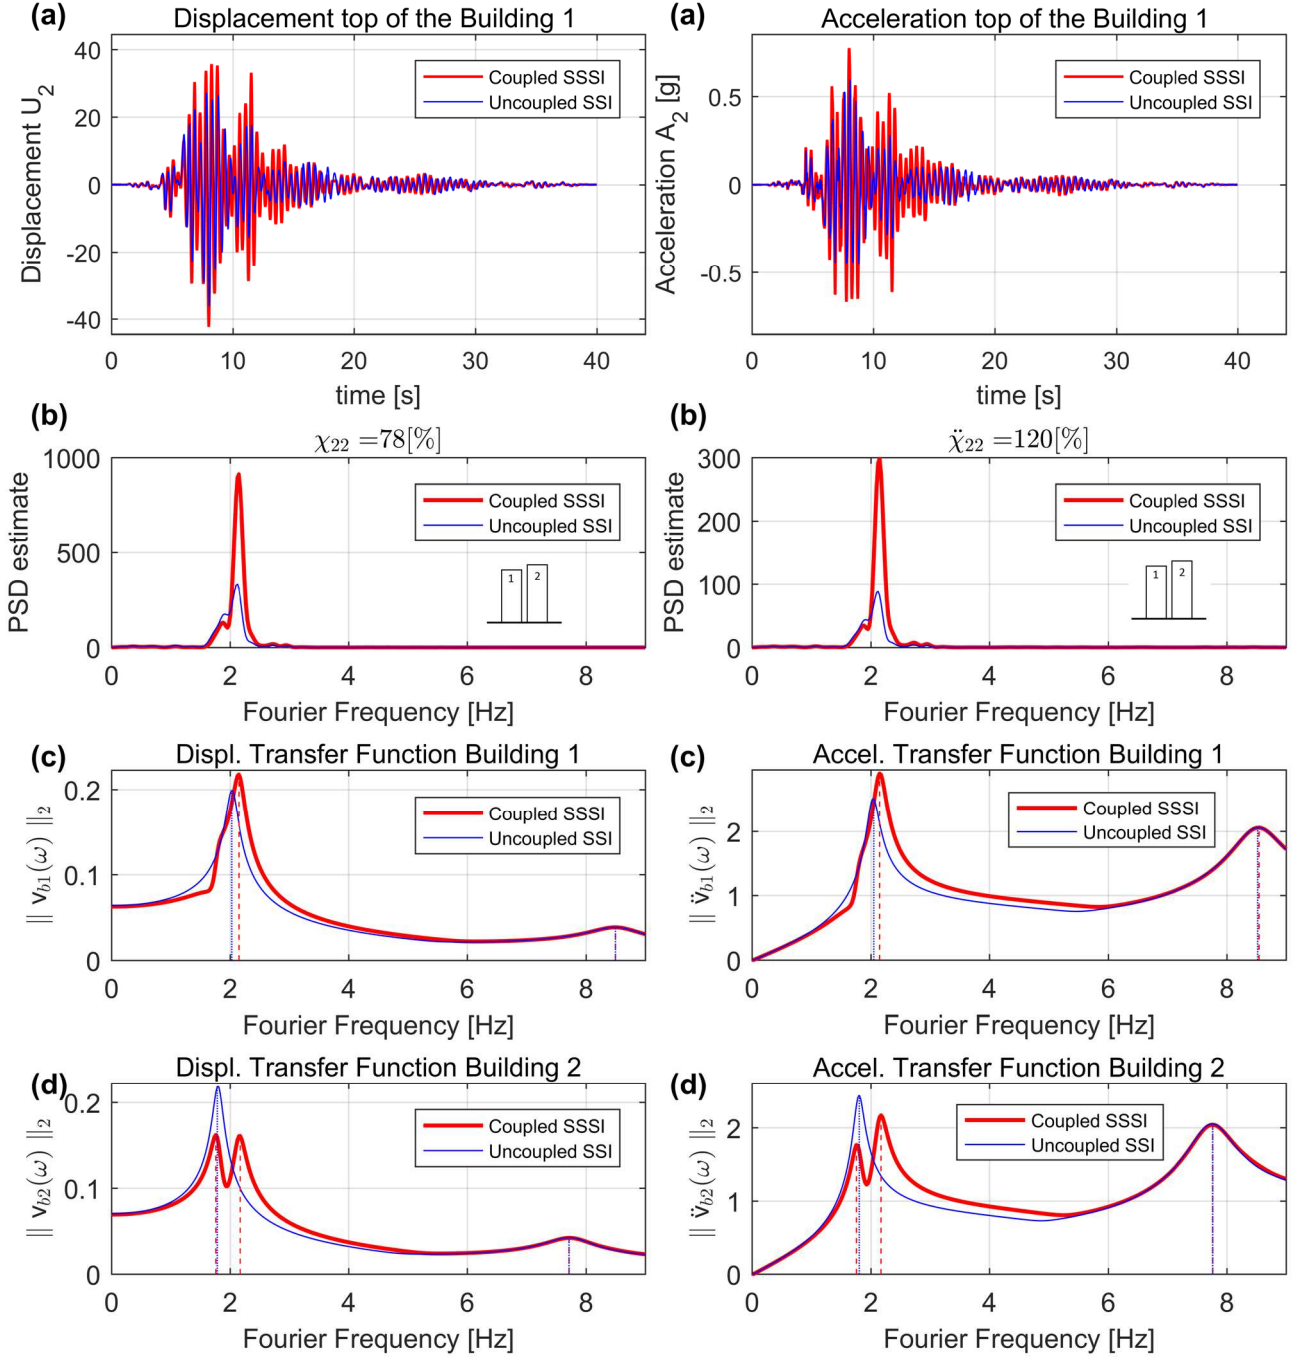 (a) Displacement top of the Building 1
Displacement U2
40
20
0
-20
-40
Coupled SSSI
Uncoupled SSI
0 10 20 30 40
time [s]
(a) Acceleration top of the Building 1
Acceleration A2 [g]
0.5
0
-0.5
Coupled SSSI
Uncoupled SSI
0 10 20 30 40
time [s]
(b)
χ22 =78[%]
PSD estimate
1000
500
0
Coupled SSSI
Uncoupled SSI
1 2
0 2 4 6 8
Fourier Frequency [Hz]
(b)
χ̈22 =120[%]
PSD estimate
300
200
100
0
Coupled SSSI
Uncoupled SSI
1 2
0 2 4 6 8
Fourier Frequency [Hz]
(c) Displ. Transfer Function Building 1
‖ vb1(ω) ‖2
0.2
0.1
0
Coupled SSSI
Uncoupled SSI
0 2 4 6 8
Fourier Frequency [Hz]
(c) Accel. Transfer Function Building 1
‖ v̈b1(ω) ‖2
2
1
0
Coupled SSSI
Uncoupled SSI
0 2 4 6 8
Fourier Frequency [Hz]
(d) Displ. Transfer Function Building 2
‖ vb2(ω) ‖2
0.2
0.1
0
Coupled SSSI
Uncoupled SSI
0 2 4 6 8
Fourier Frequency [Hz]
(d) Accel. Transfer Function Building 2
‖ v̈b2(ω) ‖2
2
1
0
Coupled SSSI
Uncoupled SSI
0 2 4 6 8
Fourier Frequency [Hz]